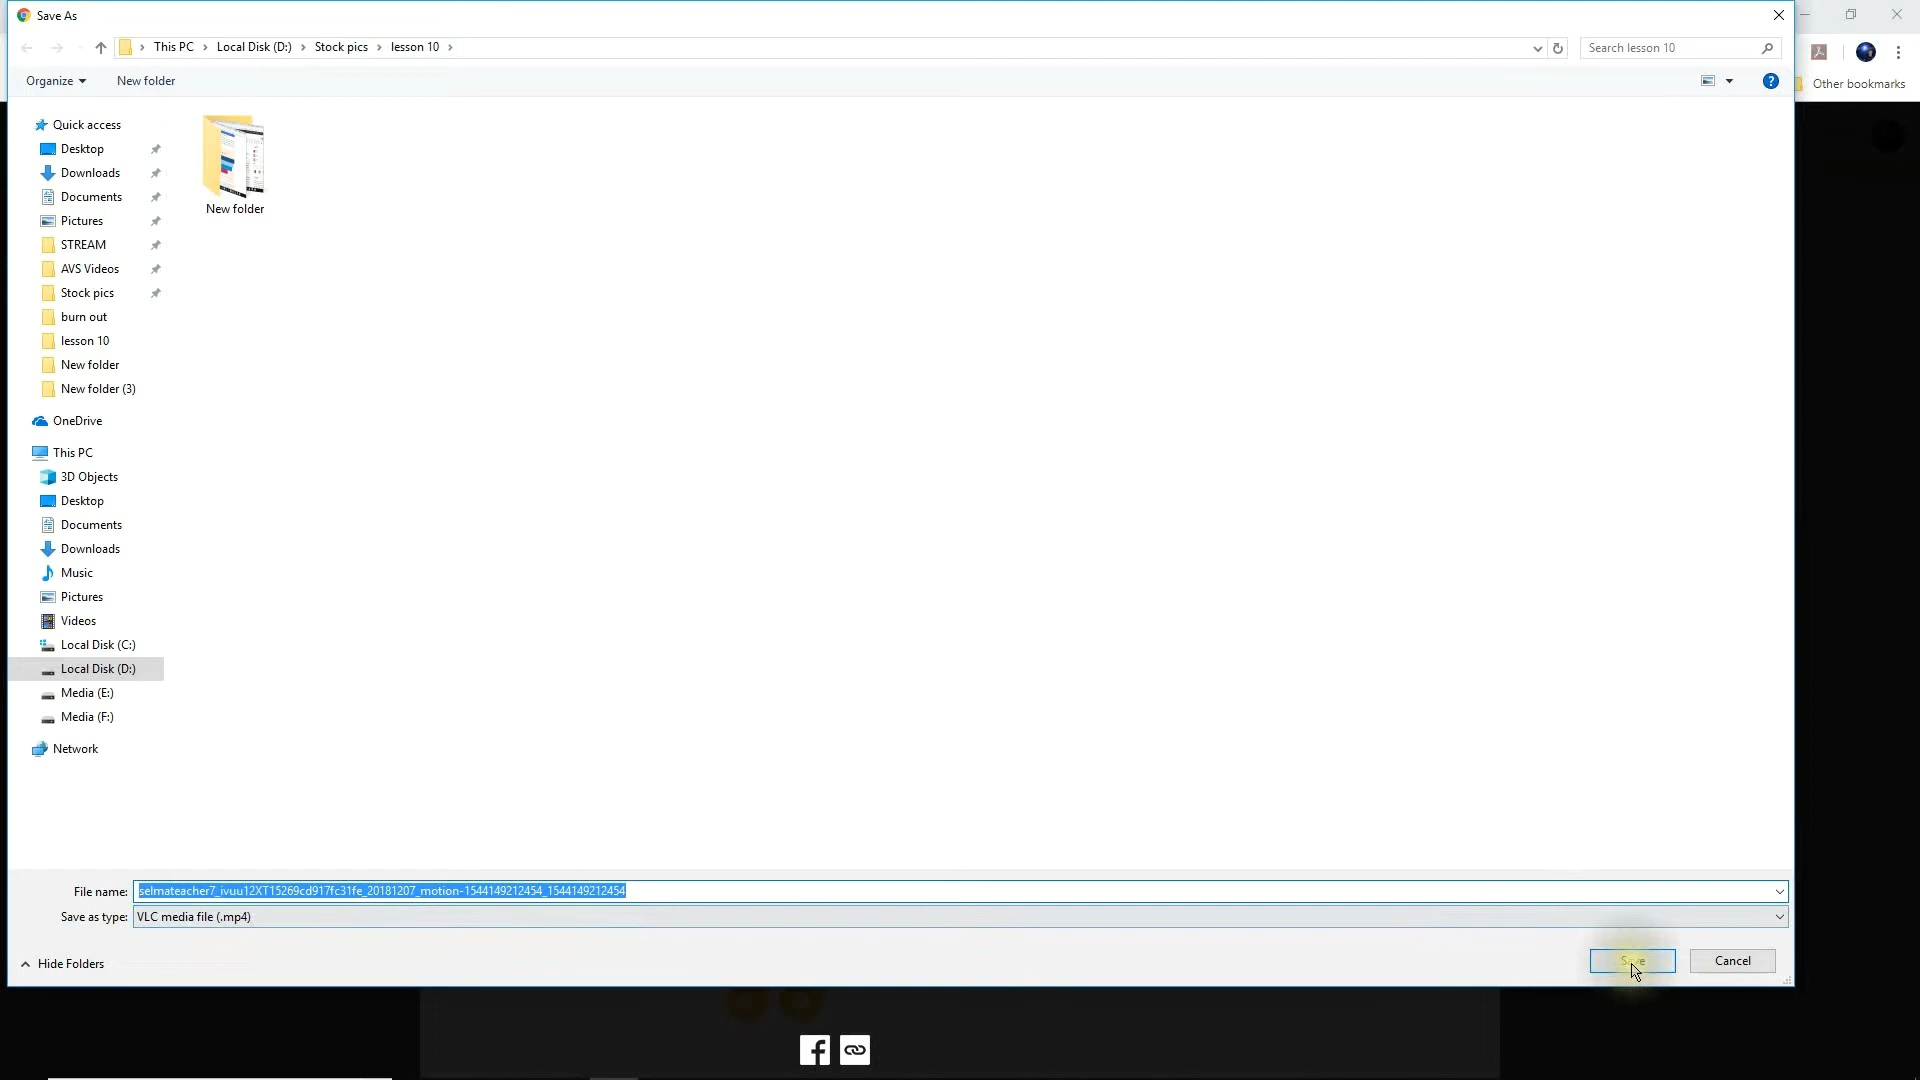 Save As
This PC > Local Disk (D:) > Stock pics > lesson 10 >
Search lesson 10
Organize
New folder
Other bookmarks
Quick access
Desktop
Downloads
Documents
Pictures
STREAM
AVS Videos
Stock pics
burn out
lesson 10
New folder
New folder (3)
OneDrive
This PC
3D Objects
Desktop
Documents
Downloads
Music
Pictures
Videos
Local Disk (C:)
Local Disk (D:)
Media (E:)
Media (F:)
Network
New folder
File name: selmateacher7_ivuu12XT15269cd917fc31fe_20181207_motion-1544149212454_1544149212454
Save as type: VLC media file (.mp4)
Hide Folders
Save
Cancel